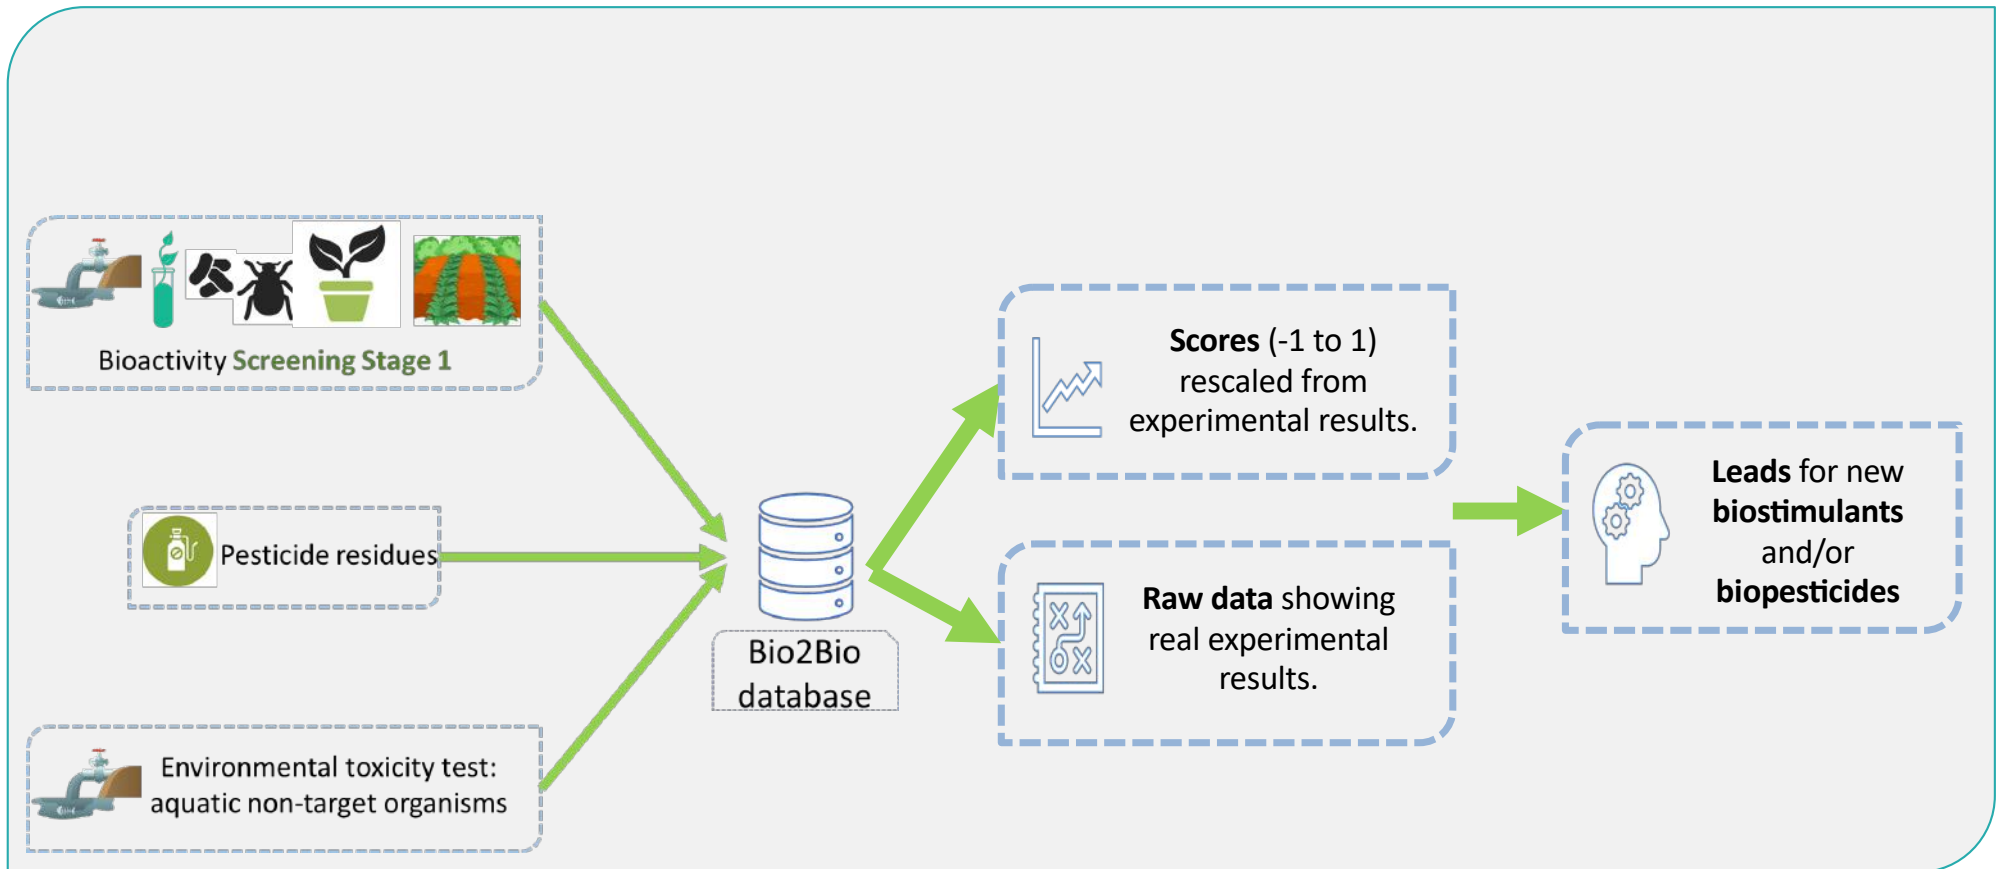 Bioactivity Screening Stage 1
Pesticide residues
Environmental toxicity test:
aquatic non-target organisms
Bio2Bio
database
Scores (-1 to 1)
rescaled from
experimental results.
Raw data showing
real experimental
results.
Leads for new
biostimulants
and/or
biopesticides